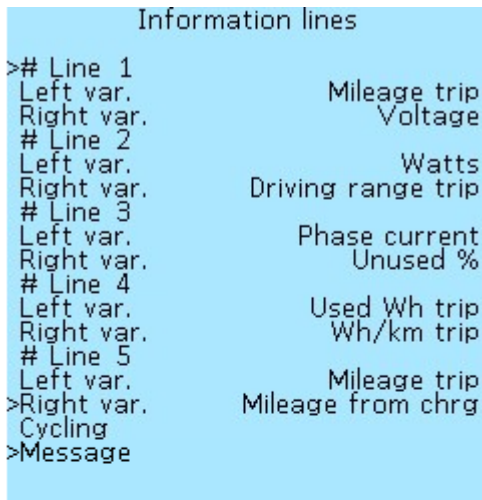 Information lines
># Line 1
Left var. Mileage trip
Right var. Voltage
# Line 2
Left var. Watts
Right var. Driving range trip
# Line 3
Left var. Phase current
Right var. Unused %
# Line 4
Left var. Used Wh trip
Right var. Wh/km trip
# Line 5
Left var. Mileage trip
>Right var. Mileage from chrg
Cycling
>Message